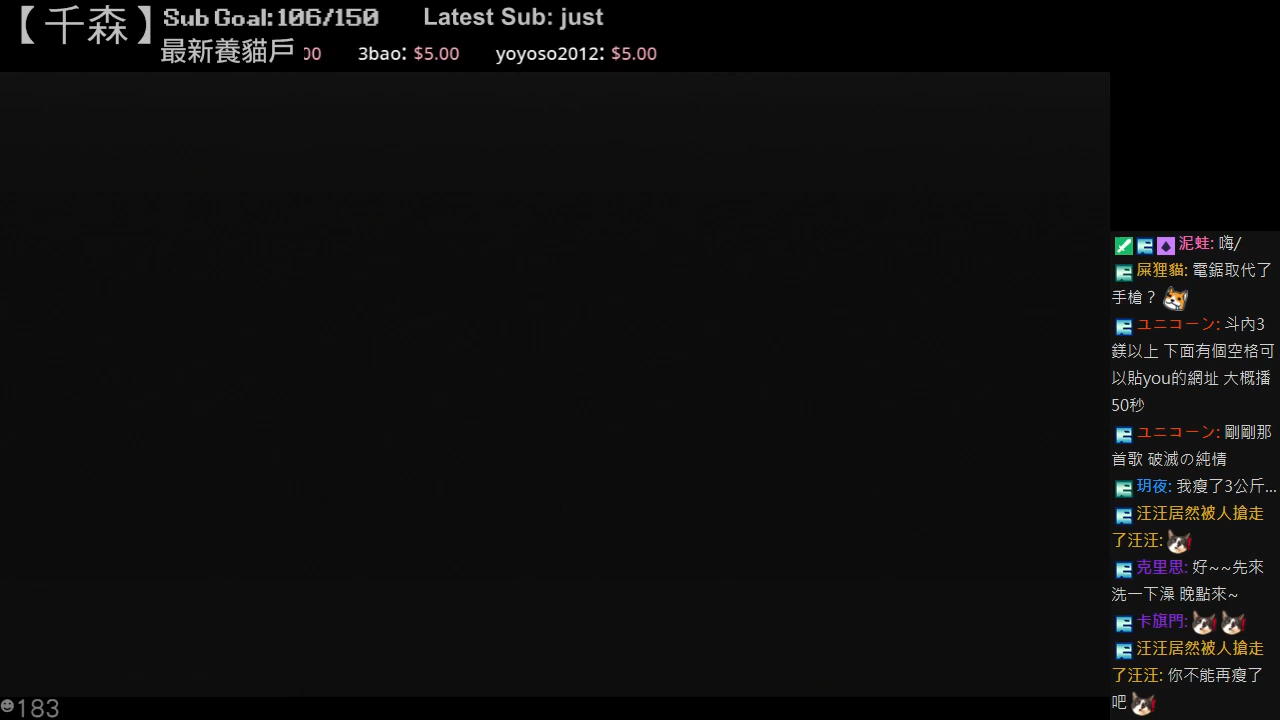 【千森】
Sub Goal:106/150
Latest Sub: just
最新養貓戶
00 3bao: $5.00 yoyoso2012: $5.00
泥蛙: 嗨/
屎狸貓: 電鋸取代了
手槍？
ユニコーン: 斗內3
鎂以上 下面有個空格可
以貼you的網址 大概播
50秒
ユニコーン: 剛剛那
首歌 破滅の純情
玥夜: 我瘦了3公斤...
汪汪居然被人搶走
了汪汪:
克里思: 好~~先來
洗一下澡 晚點來~
卡旗門:
汪汪居然被人搶走
了汪汪: 你不能再瘦了
吧
183